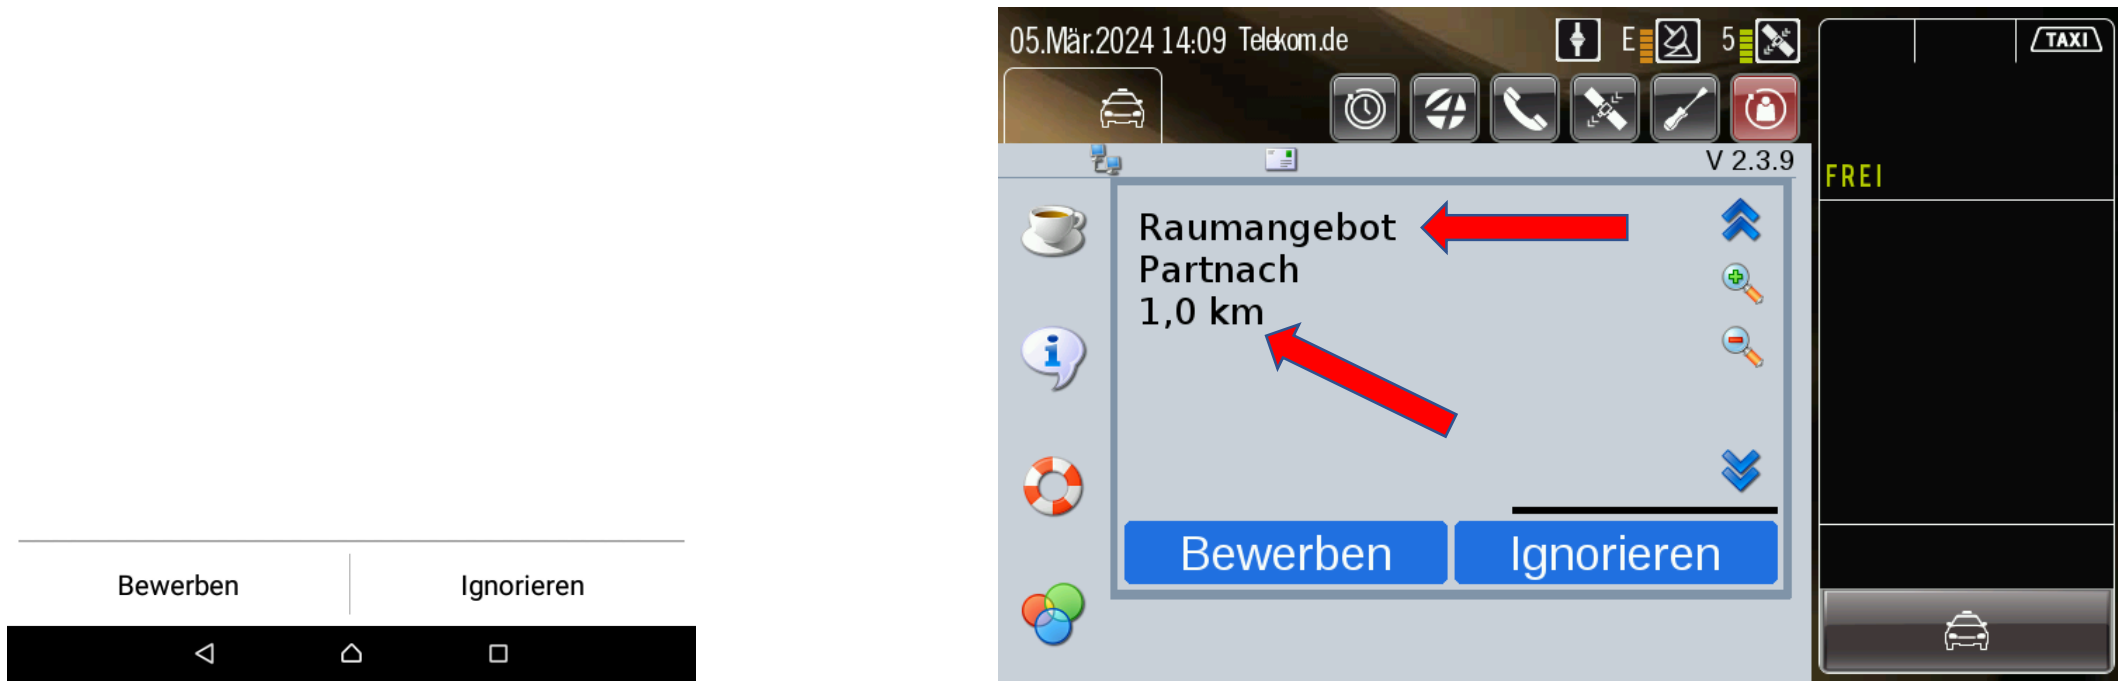 Bewerben
Ignorieren
05.Mär.2024 14:09 Telekom.de
E
5
TAXI
V 2.3.9
FREI
Raumangebot
Partnach
1,0 km
Bewerben
Ignorieren